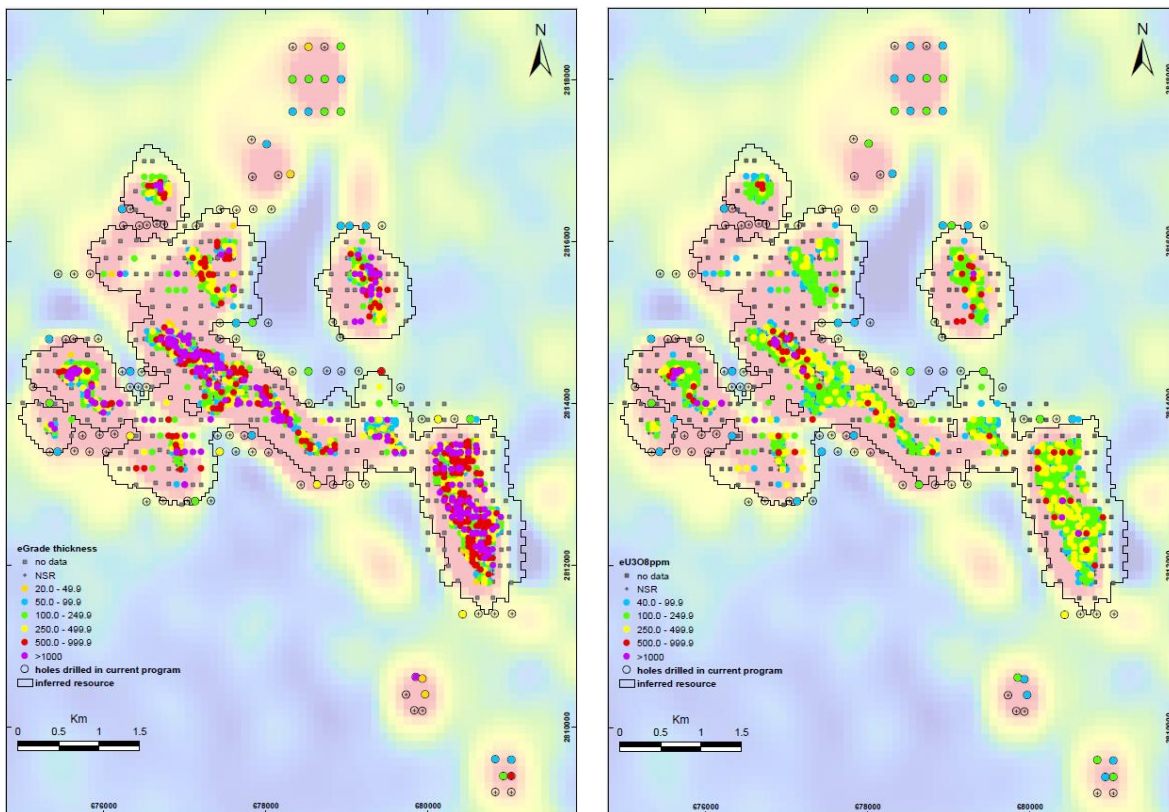 N
2818000
2816000
2814000
2812000
2810000
eGrade thickness
no data
NSR
20.0 - 49.9
50.0 - 99.9
100.0 - 249.9
250.0 - 499.9
500.0 - 999.9
>1000
holes drilled in current program
inferred resource
Km
0 0.5 1 1.5
676000 678000 680000
N
2818000
2816000
2814000
2812000
2810000
eU3O8ppm
no data
NSR
40.0 - 99.9
100.0 - 249.9
250.0 - 499.9
500.0 - 999.9
>1000
holes drilled in current program
inferred resource
Km
0 0.5 1 1.5
676000 678000 680000